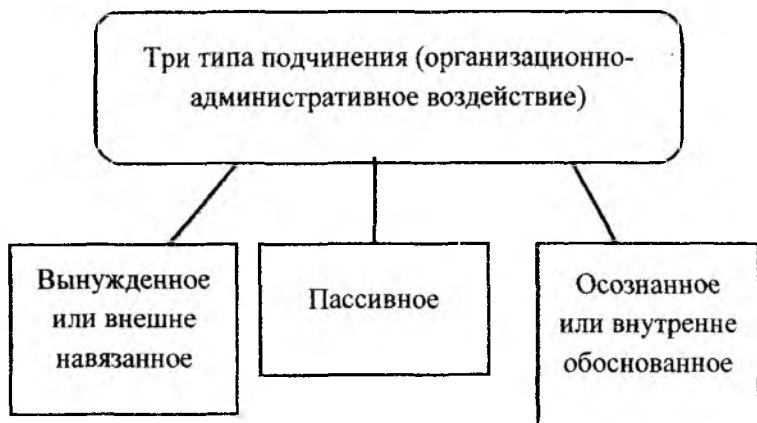 Три типа подчинения (организационно-
административное воздействие)
Вынужденное
или внешне
навязанное
Пассивное
Осознанное
или внутренне
обоснованное